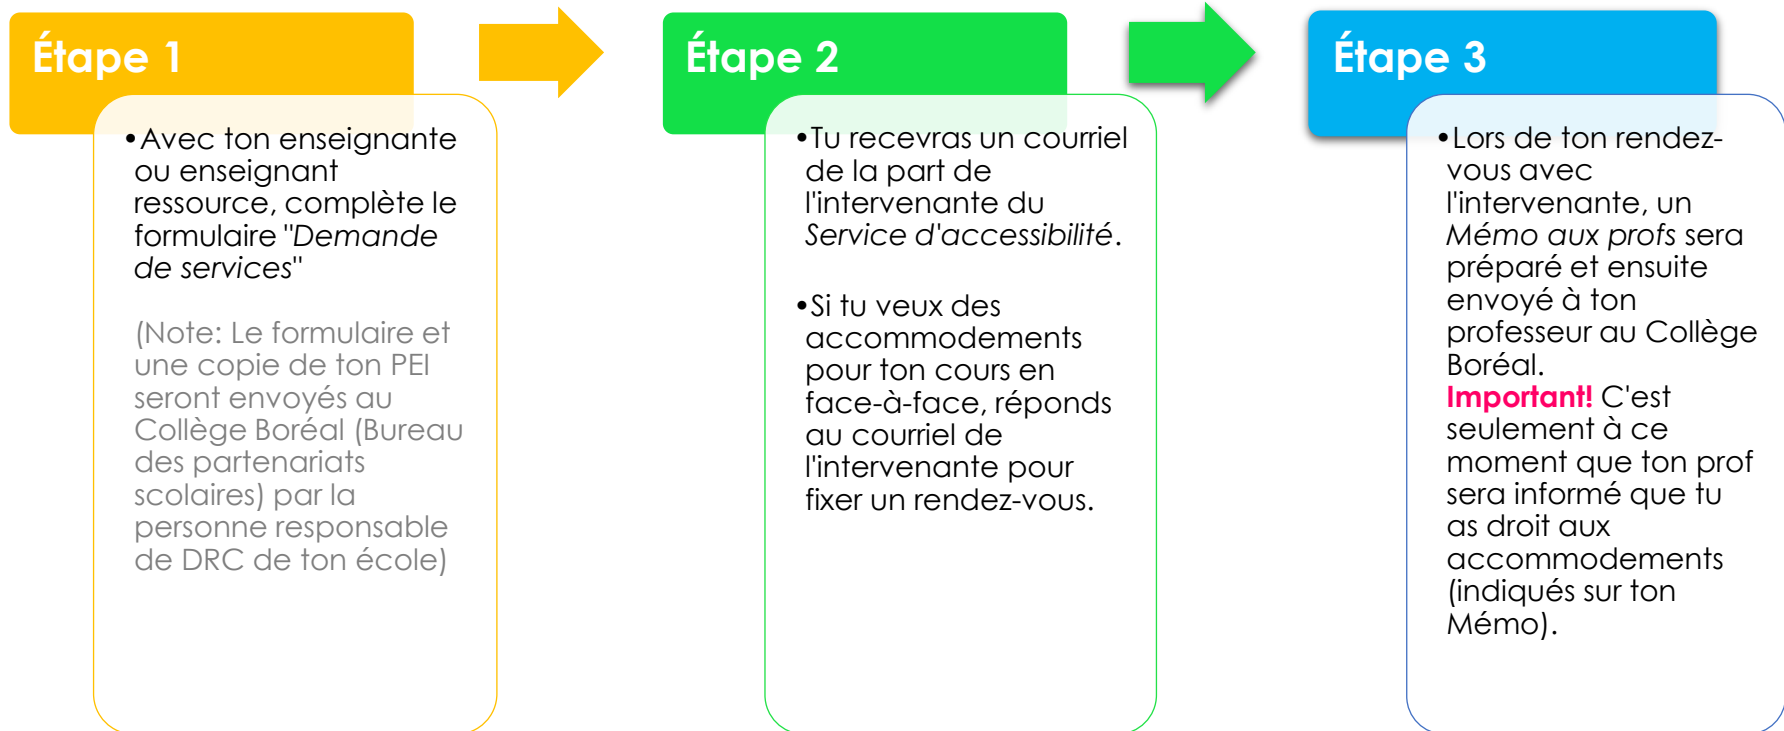 Étape 1
•Avec ton enseignante
ou enseignant
ressource, complète le
formulaire "Demande
de services"
(Note: Le formulaire et
une copie de ton PEI
seront envoyés au
Collège Boréal (Bureau
des partenariats
scolaires) par la
personne responsable
de DRC de ton école)
Étape 2
•Tu recevras un courriel
de la part de
l'intervenante du
Service d'accessibilité.
•Si tu veux des
accommodements
pour ton cours en
face-à-face, réponds
au courriel de
l'intervenante pour
fixer un rendez-vous.
Étape 3
•Lors de ton rendez-
vous avec
l'intervenante, un
Mémo aux profs sera
préparé et ensuite
envoyé à ton
professeur au Collège
Boréal.
Important! C'est
seulement à ce
moment que ton prof
sera informé que tu
as droit aux
accommodements
(indiqués sur ton
Mémo).